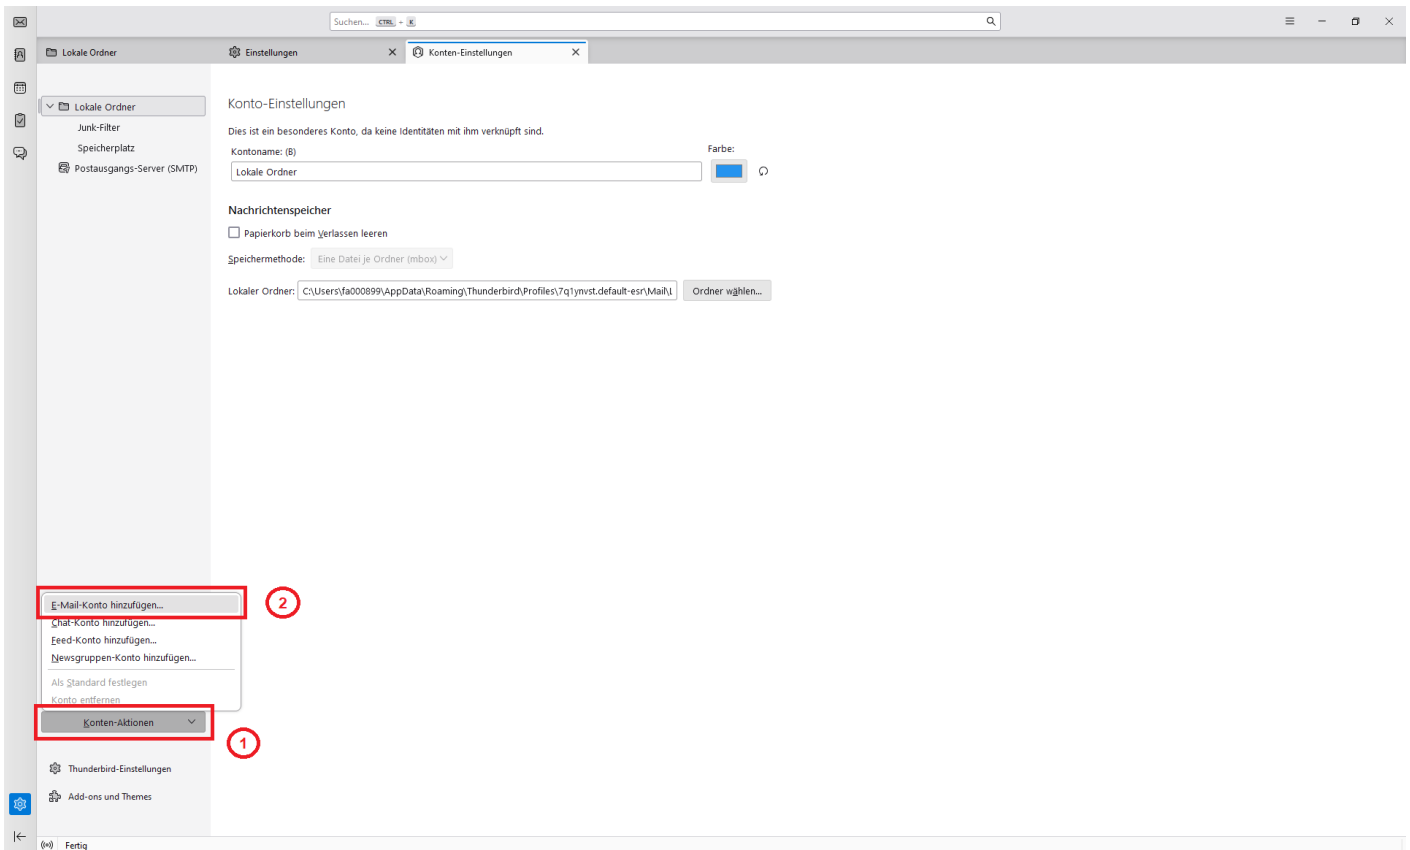 Suchen... CTRL + K
Lokale Ordner
Einstellungen
Konten-Einstellungen
Lokale Ordner
Junk-Filter
Speicherplatz
Postausgangs-Server (SMTP)
Konto-Einstellungen
Dies ist ein besonderes Konto, da keine Identitäten mit ihm verknüpft sind.
Kontoname: (B)
Farbe:
Lokale Ordner
Nachrichtenspeicher
Papierkorb beim Verlassen leeren
Speichermethode: Eine Datei je Ordner (mbox)
Lokaler Ordner: C:\Users\fa000899\AppData\Roaming\Thunderbird\Profiles\7q1ynvst.default-esr\Mail\L Ordner wählen...
E-Mail-Konto hinzufügen...
2
Chat-Konto hinzufügen...
Feed-Konto hinzufügen...
Newsgruppen-Konto hinzufügen...
Als Standard festlegen
Konto entfernen
Konten-Aktionen
1
Thunderbird-Einstellungen
Add-ons und Themes
Fertig